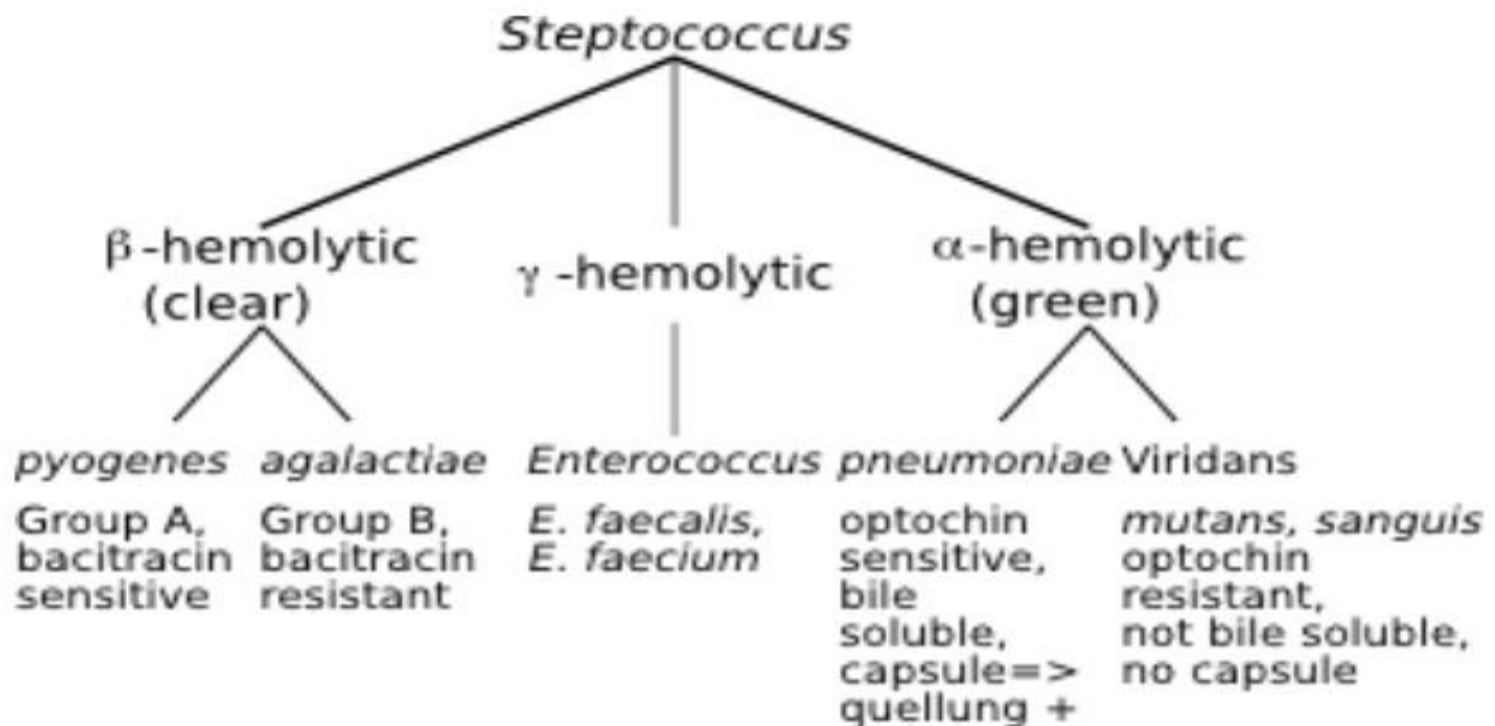 Steptococcus
β-hemolytic
(clear)
γ-hemolytic
α-hemolytic
(green)
pyogenes
Group A,
bacitracin
sensitive
agalactiae
Group B,
bacitracin
resistant
Enterococcus
E. faecalis,
E. faecium
pneumoniae
optochin
sensitive,
bile
soluble,
capsule=>
quellung +
Viridans
mutans, sanguis
optochin
resistant,
not bile soluble,
no capsule